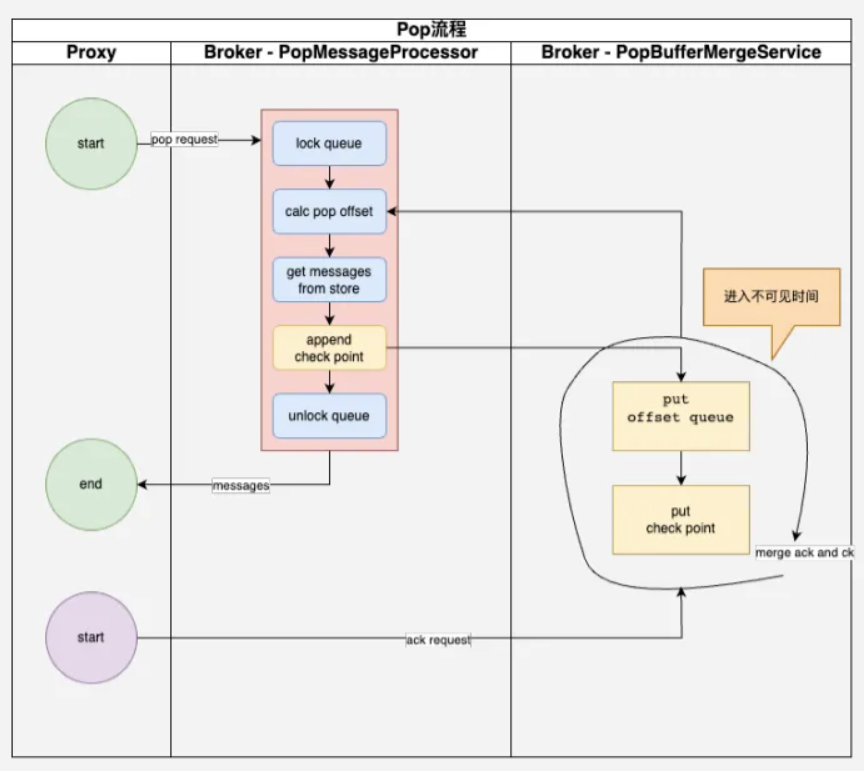 Pop流程
Proxy
Broker - PopMessageProcessor
Broker - PopBufferMergeService
start
pop request
lock queue
calc pop offset
get messages
from store
进入不可见时间
append
check point
put
offset queue
unlock queue
end
messages
put
check point
merge ack and ck
start
ack request